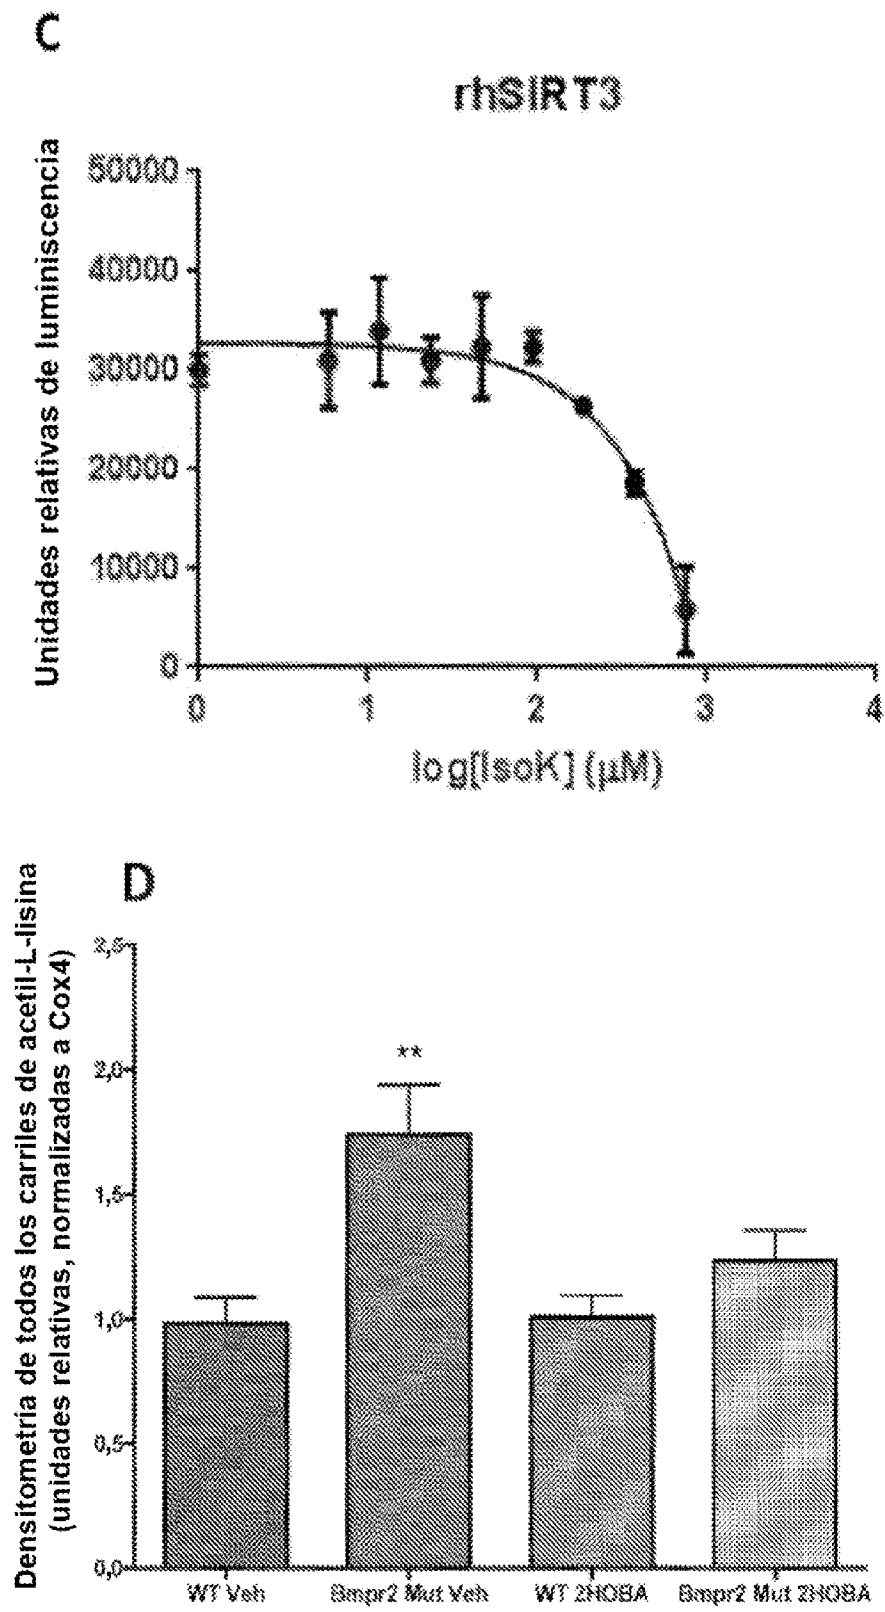 C
rhSIRT3
Unidades relativas de luminiscencia
50000
40000
30000
20000
10000
0
0 1 2 3 4
log[IsoK] (µM)
D
Densitometría de todos los carriles de acetil-L-lisina
(unidades relativas, normalizadas a Cox4)
2,5
2,0
1,5
1,0
0,5
0,0
**
WT Veh Bmpr2 Mut Veh WT 2HOBA Bmpr2 Mut 2HOBA